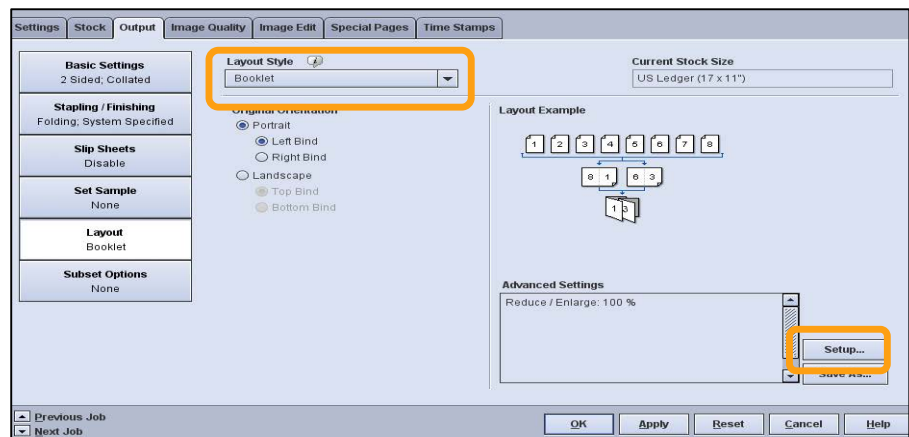 Settings Stock Output Image Quality Image Edit Special Pages Time Stamps
Basic Settings
2 Sided; Collated
Stapling / Finishing
Folding; System Specified
Slip Sheets
Disable
Set Sample
None
Layout
Booklet
Subset Options
None
Layout Style
Booklet
Original Orientation
Portrait
Left Bind
Right Bind
Landscape
Top Bind
Bottom Bind
Current Stock Size
US Ledger (17 x 11")
Layout Example
1 2 3 4 5 6 7 8
8 1 6 3
1 3
Advanced Settings
Reduce / Enlarge: 100 %
Setup...
Save As...
Previous Job
Next Job
OK Apply Reset Cancel Help